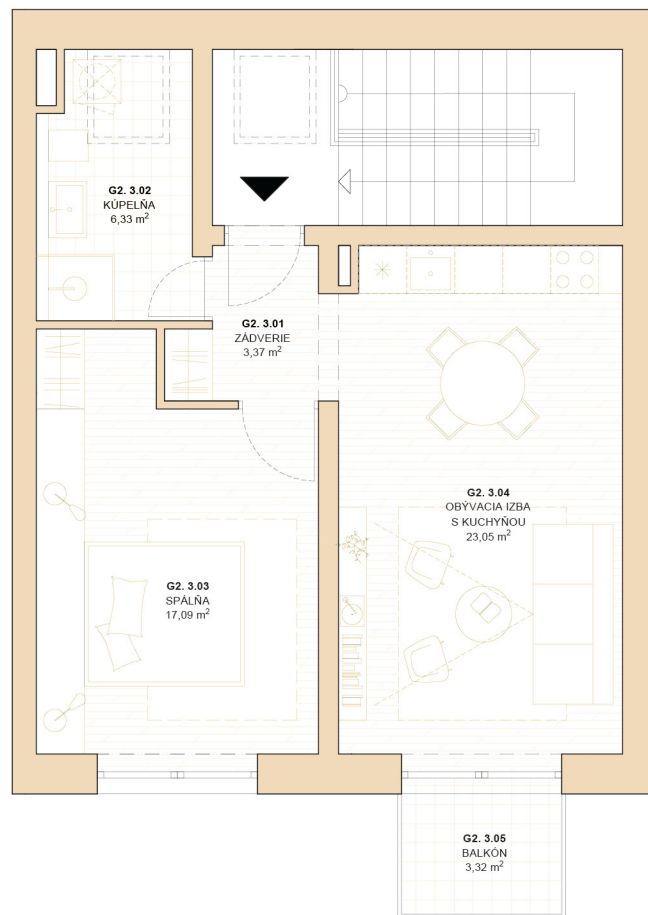 G2. 3.02
KÚPEĽŇA
6,33 m²
G2. 3.01
ZÁDVERIE
3,37 m²
G2. 3.04
OBÝVACIA IZBA
S KUCHYŇOU
23,05 m²
G2. 3.03
SPÁLŇA
17,09 m²
G2. 3.05
BALKÓN
3,32 m²